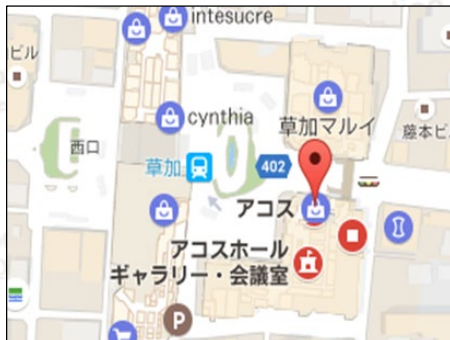 intesucre
ビル
cynthia
草加マルイ
藤本ビ
西口
草加
402
アコス
アコスホール
ギャラリー・会議室
P